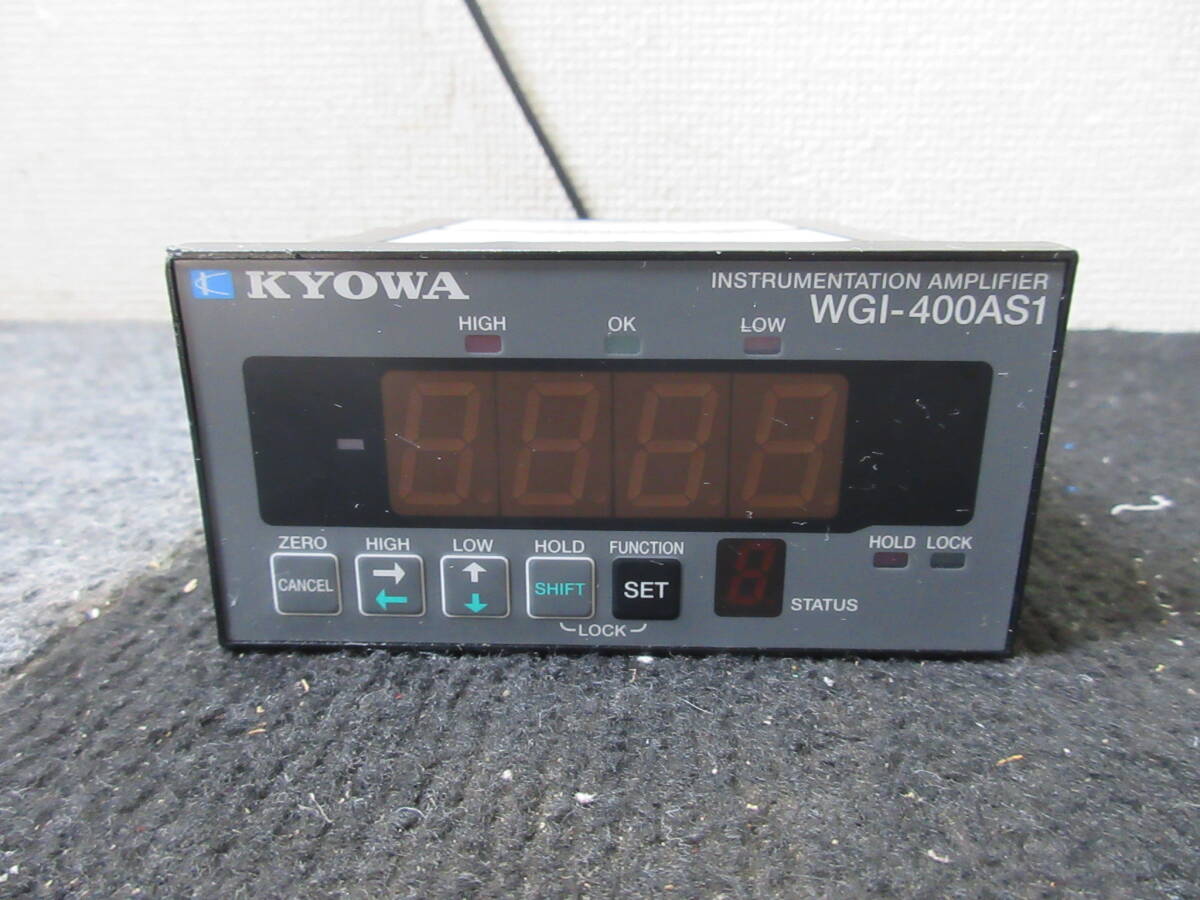 KYOWA
INSTRUMENTATION AMPLIFIER
WGI-400AS1
HIGH OK LOW
ZERO HIGH LOW HOLD FUNCTION
CANCEL → ← ↑ ↓ SHIFT SET
LOCK
STATUS
HOLD LOCK